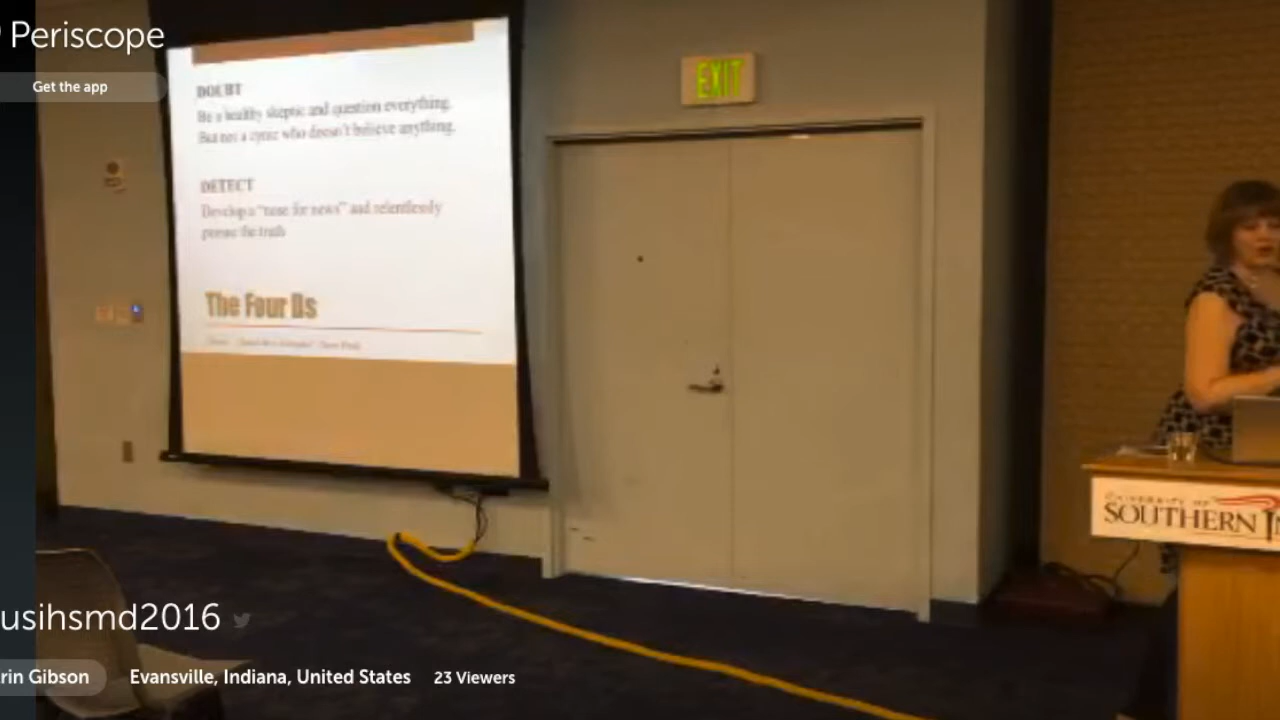 Periscope
Get the app
DOUBT
Be a healthy skeptic and question everything.
But not a cynic who doesn't believe anything.
DETECT
Develop a "nose for news" and relentlessly
pursue the truth
The Four Ds
EXIT
UNIVERSITY OF
SOUTHERN
usihsmd2016
rin Gibson
Evansville, Indiana, United States
23 Viewers